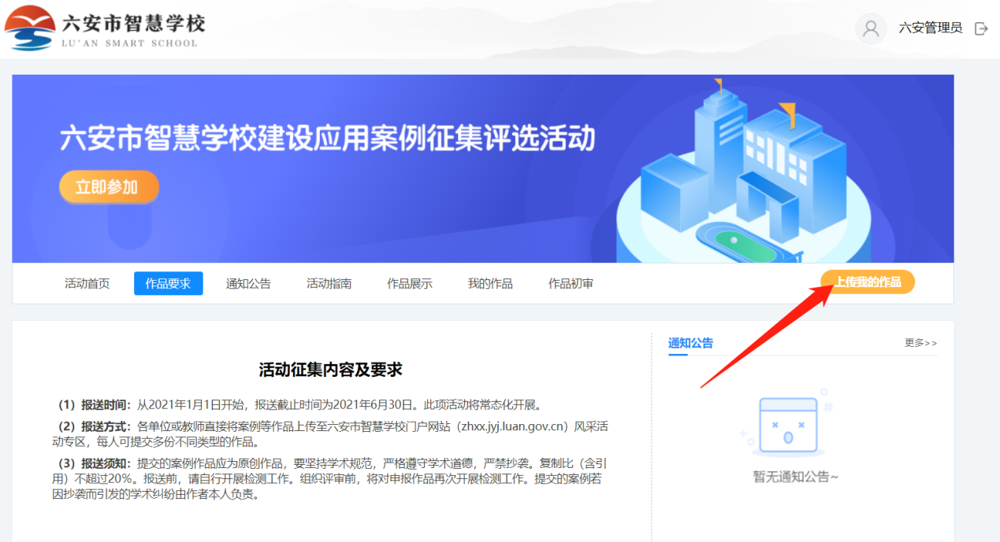 六安市智慧学校
LU'AN SMART SCHOOL
六安管理员
六安市智慧学校建设应用案例征集评选活动
立即参加
活动首页 作品要求 通知公告 活动指南 作品展示 我的作品 作品初审 上传我的作品
活动征集内容及要求
（1）报送时间：从2021年1月1日开始，报送截止时间为2021年6月30日。此项活动将常态化开展。
（2）报送方式：各单位或教师直接将案例等作品上传至六安市智慧学校门户网站（zhxx.jyj.luan.gov.cn）风采活
动专区，每人可提交多份不同类型的作品。
（3）报送须知：提交的案例作品应为原创作品，要坚持学术规范，严格遵守学术道德，严禁抄袭。复制比（含引
用）不超过20%。报送前，请自行开展检测工作。组织评审前，将对申报作品再次开展检测工作。提交的案例若
因抄袭而引发的学术纠纷由作者本人负责。
通知公告 更多>>
暂无通知公告~